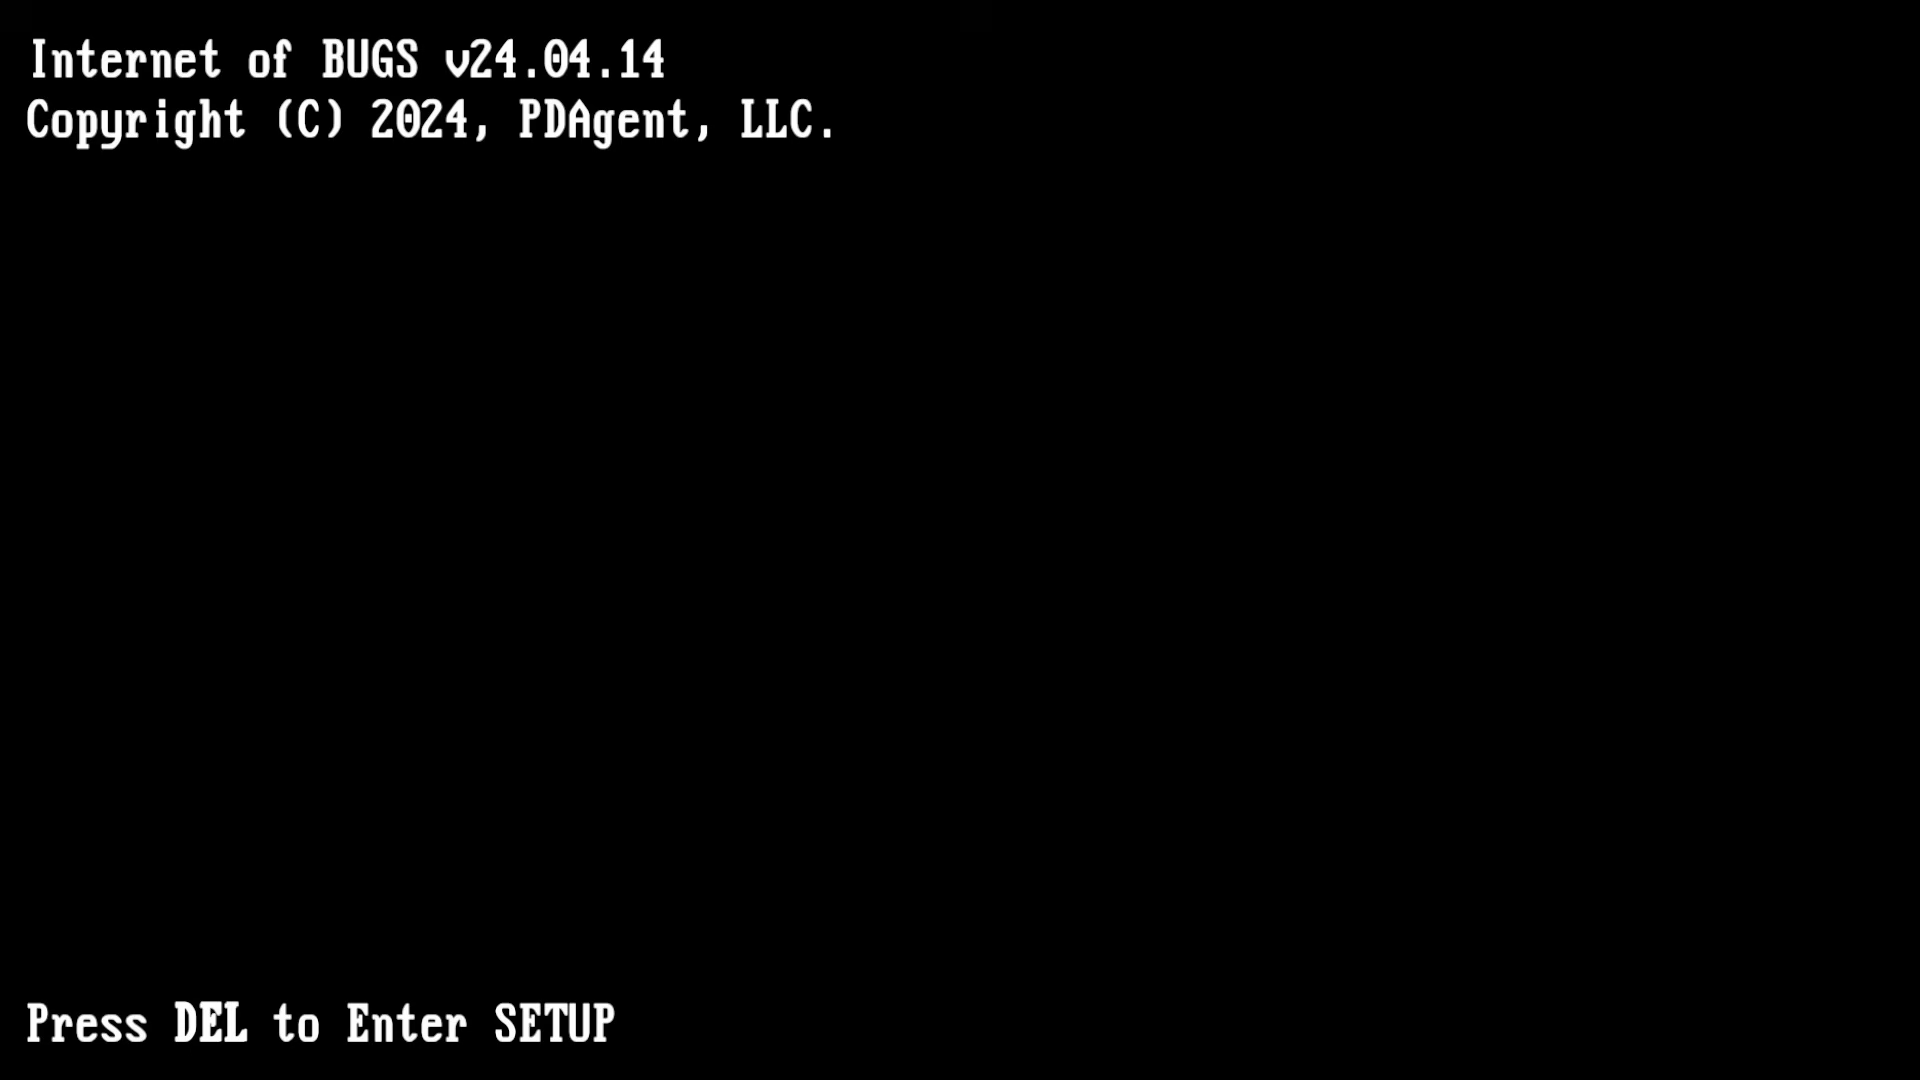 Internet of BUGS v24.04.14
Copyright (C) 2024, PDAgent, LLC.
Press DEL to Enter SETUP